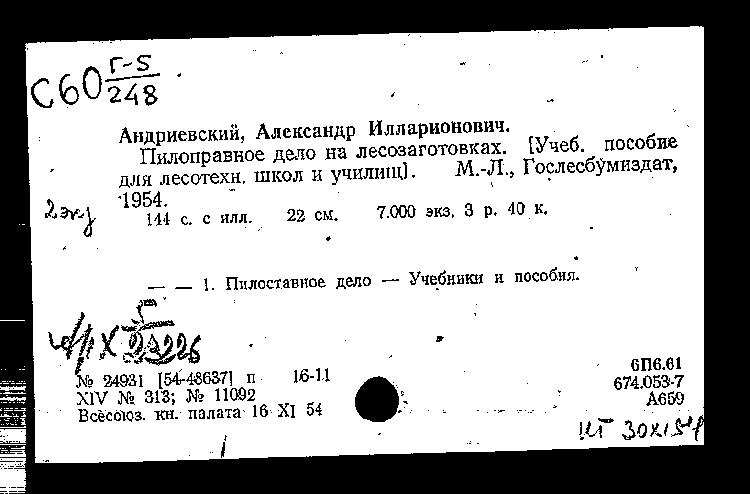 С60 Г-5/248
Андриевский, Александр Илларионович.
Пилоправное дело на лесозаготовках. [Учеб. пособие
для лесотехн. школ и училищ]. М.-Л., Гослесбумиздат,
1954.
2 экз
144 с. с илл. 22 см. 7.000 экз. 3 р. 40 к.
— — 1. Пилоставное дело — Учебники и пособия.
Ар X 5/23226
№ 24931 [54-48637] п 16-11
XIV № 313; № 11092
Всесоюз. кн. палата 16 XI 54
6П6.61
674.053-7
А659